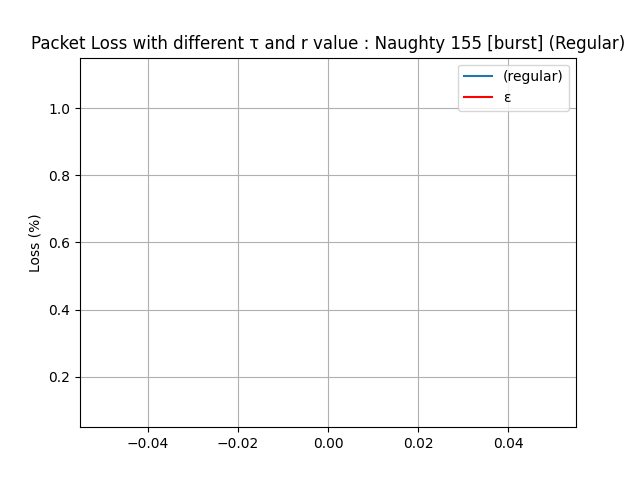 Packet Loss with different τ and r value : Naughty 155 [burst] (Regular)
(regular)
ε
1.0
0.8
0.6
0.4
0.2
Loss (%)
−0.04
−0.02
0.00
0.02
0.04